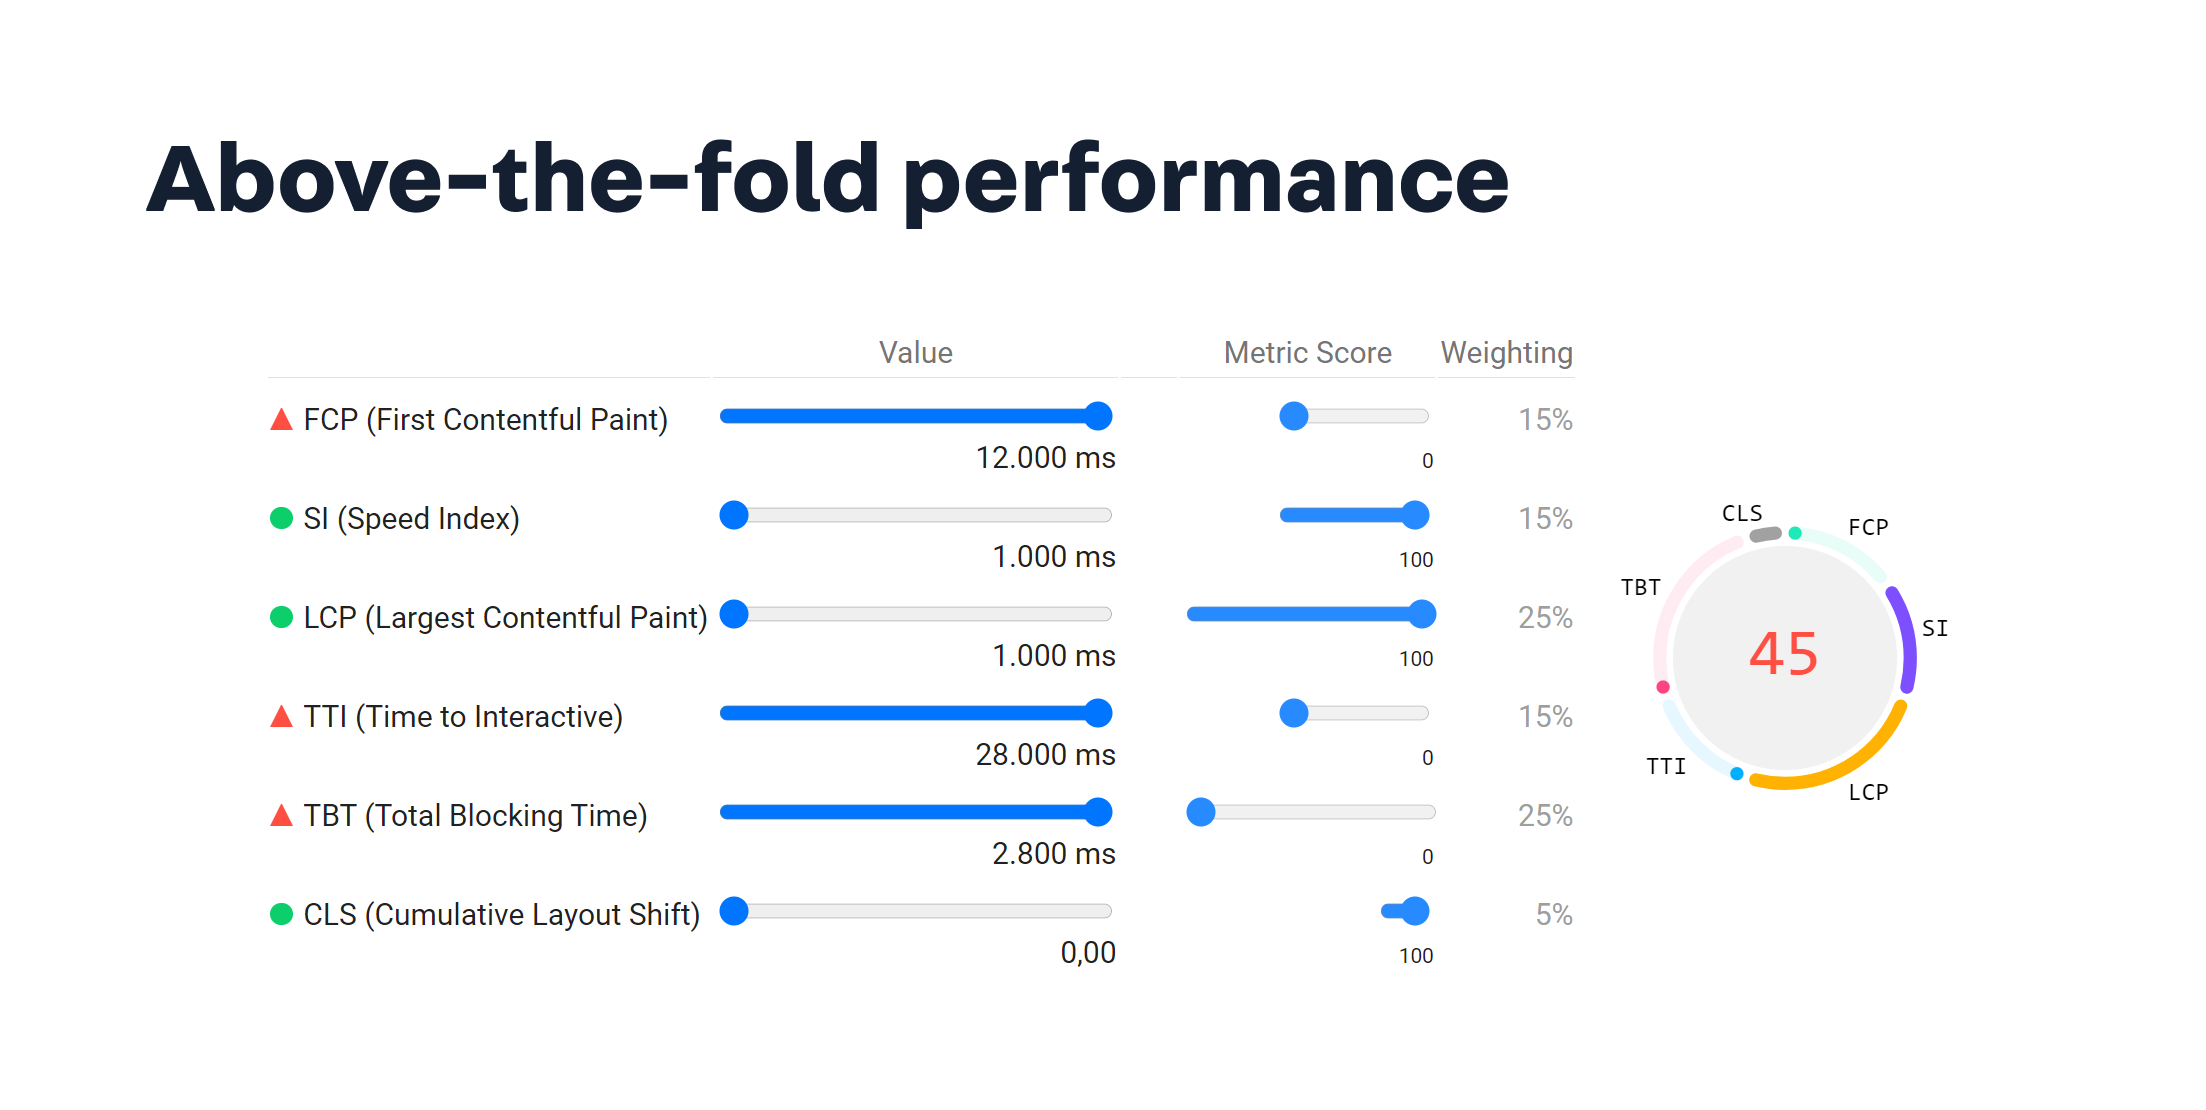 Above-the-fold performance
Value Metric Score Weighting
FCP (First Contentful Paint) 15%
12.000 ms 0
SI (Speed Index) 15%
1.000 ms 100
LCP (Largest Contentful Paint) 25%
1.000 ms 100
TTI (Time to Interactive) 15%
28.000 ms 0
TBT (Total Blocking Time) 25%
2.800 ms 0
CLS (Cumulative Layout Shift) 5%
0,00 100
CLS
FCP
TBT
SI
45
TTI
LCP